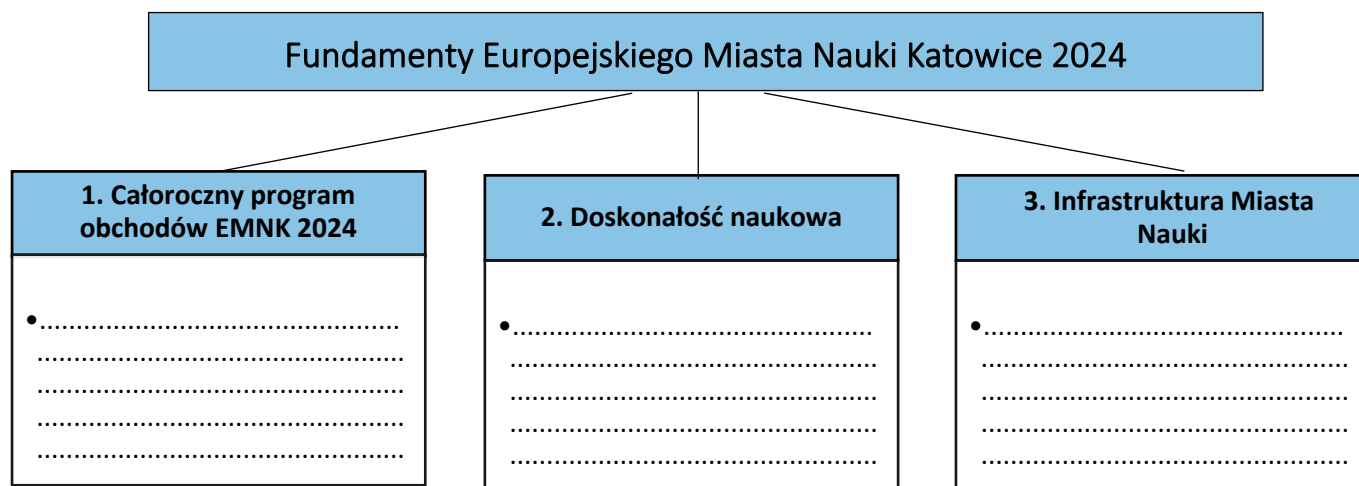 Fundamenty Europejskiego Miasta Nauki Katowice 2024
1. Całoroczny program
obchodów EMNK 2024
•..................................................
...................................................
...................................................
...................................................
...................................................
2. Doskonałość naukowa
•..................................................
...................................................
...................................................
...................................................
...................................................
3. Infrastruktura Miasta
Nauki
•..................................................
...................................................
...................................................
...................................................
...................................................